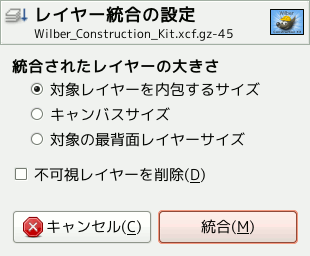 レイヤー統合の設定
Wilber_Construction_Kit.xcf.gz-45
統合されたレイヤーの大きさ
対象レイヤーを内包するサイズ
キャンバスサイズ
対象の最背面レイヤーサイズ
不可視レイヤーを削除(D)
キャンセル(C) 統合(M)